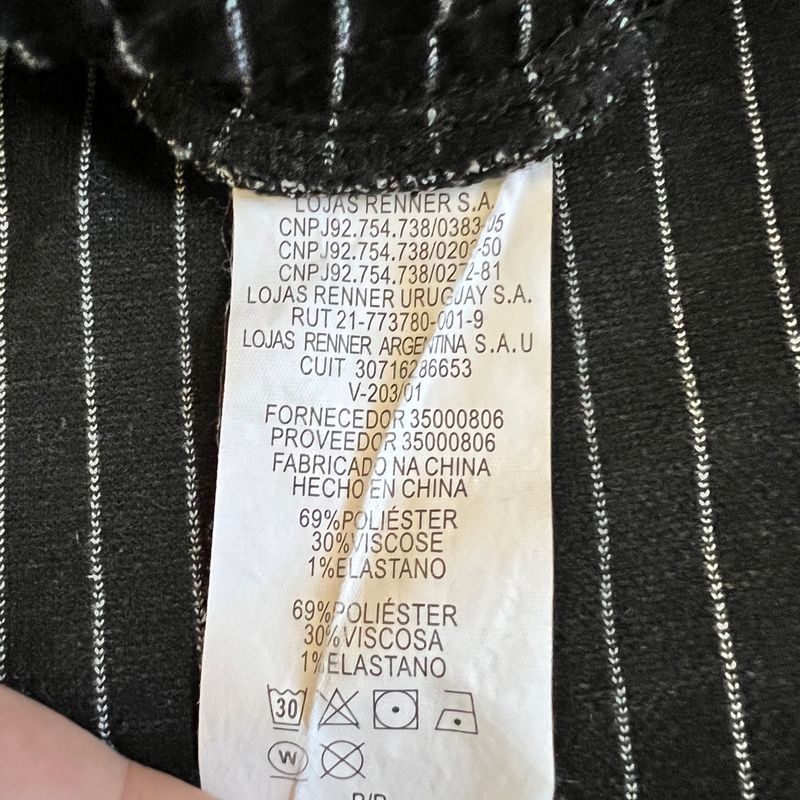 LOJAS RENNER S.A.
CNPJ92.754.738/0383-05
CNPJ92.754.738/0202-50
CNPJ92.754.738/0272-81
LOJAS RENNER URUGUAY S.A.
RUT 21-773780-001-9
LOJAS RENNER ARGENTINA S.A.U
CUIT 30716286653
V-203/01
FORNECEDOR 35000806
PROVEEDOR 35000806
FABRICADO NA CHINA
HECHO EN CHINA
69%POLIÉSTER
30%VISCOSE
1%ELASTANO
69%POLIÉSTER
30%VISCOSA
1%ELASTANO
30
W